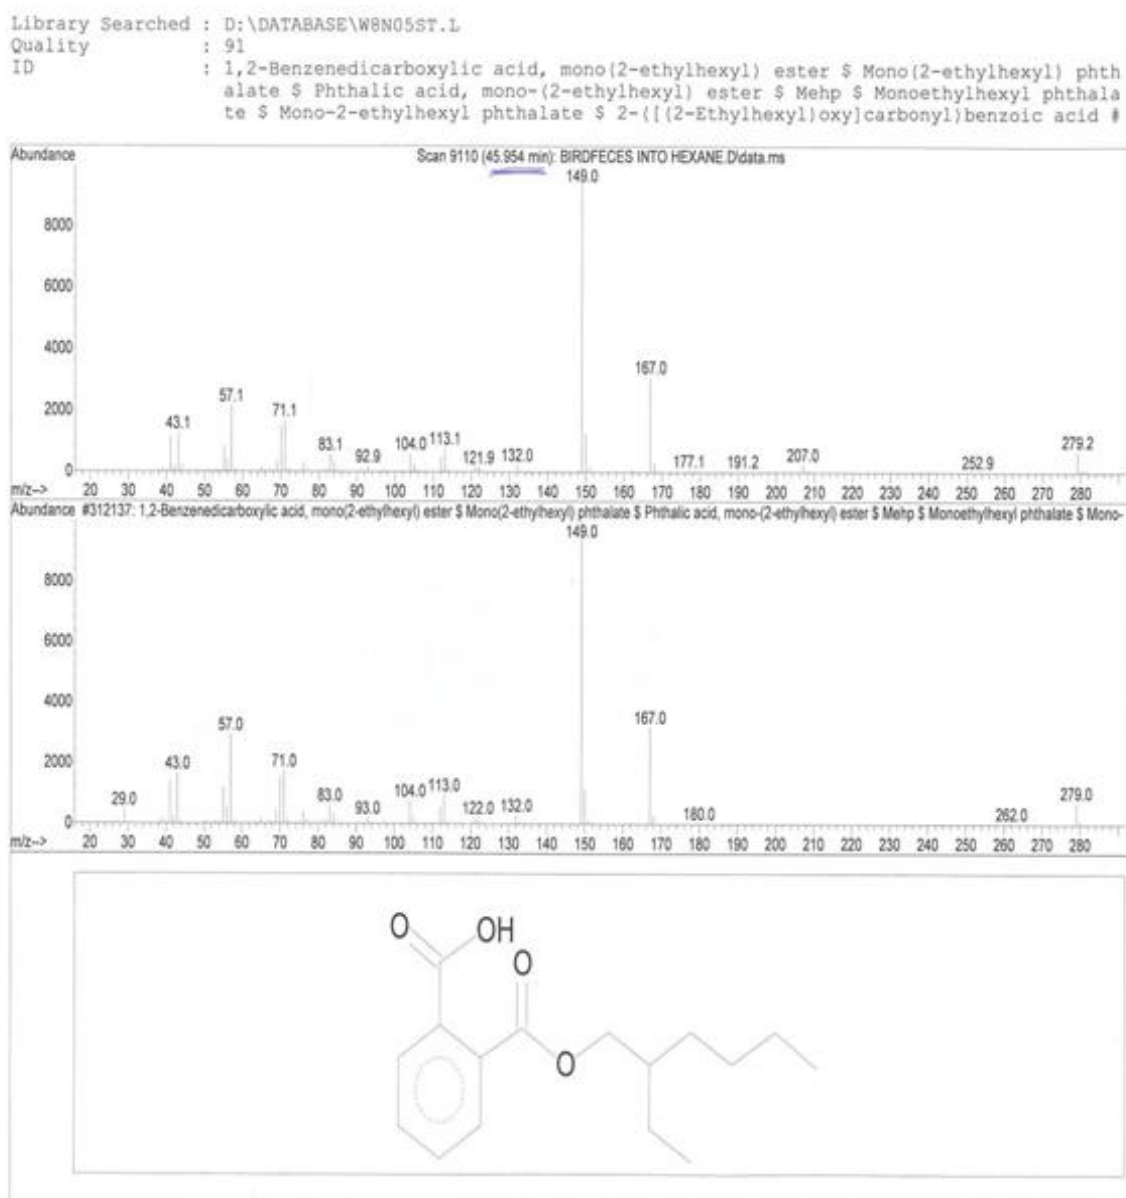 Library Searched : D:\DATABASE\W8N05ST.L
Quality : 91
ID : 1,2-Benzenedicarboxylic acid, mono(2-ethylhexyl) ester $ Mono(2-ethylhexyl) phth
alate $ Phthalic acid, mono-(2-ethylhexyl) ester $ Mehp $ Monoethylhexyl phthala
te $ Mono-2-ethylhexyl phthalate $ 2-([(2-Ethylhexyl)oxy]carbonyl)benzoic acid #
Abundance
Scan 9110 (45.954 min): BIRDFECES INTO HEXANE.D\data.ms
149.0
8000
6000
4000
167.0
57.1
2000
71.1
43.1
83.1 92.9 104.0 113.1 121.9 132.0 177.1 191.2 207.0 252.9 279.2
0
m/z--> 20 30 40 50 60 70 80 90 100 110 120 130 140 150 160 170 180 190 200 210 220 230 240 250 260 270 280
Abundance #312137: 1,2-Benzenedicarboxylic acid, mono(2-ethylhexyl) ester $ Mono(2-ethylhexyl) phthalate $ Phthalic acid, mono-(2-ethylhexyl) ester $ Mehp $ Monoethylhexyl phthalate $ Mono-
149.0
8000
6000
4000
57.0 167.0
2000
43.0 71.0
29.0 83.0 93.0 104.0 113.0 122.0 132.0 180.0 262.0 279.0
0
m/z--> 20 30 40 50 60 70 80 90 100 110 120 130 140 150 160 170 180 190 200 210 220 230 240 250 260 270 280
O OH
O
O